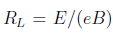 R_L = E/(eB)